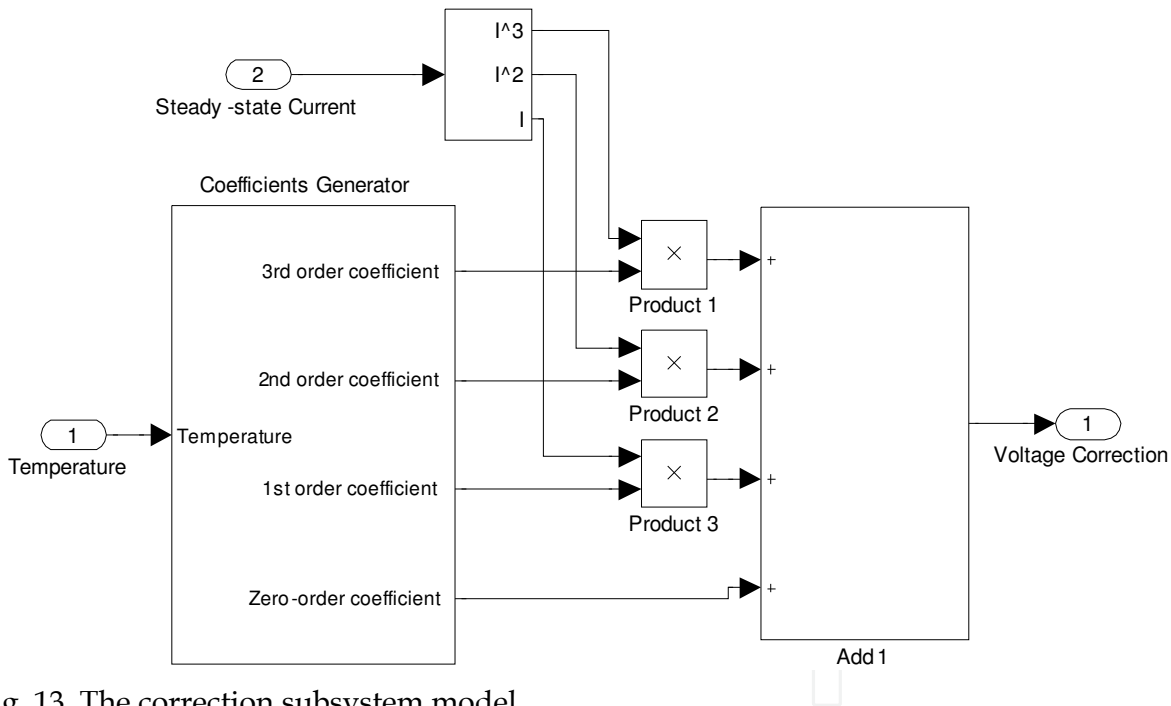 I^3
2
I^2
Steady -state Current
I
Coefficients Generator
3rd order coefficient
×
+
Product 1
2nd order coefficient
×
+
Product 2
1
Temperature
Temperature
1
Voltage Correction
1st order coefficient
×
+
Product 3
Zero-order coefficient
+
Add 1
g. 13. The correction subsystem model